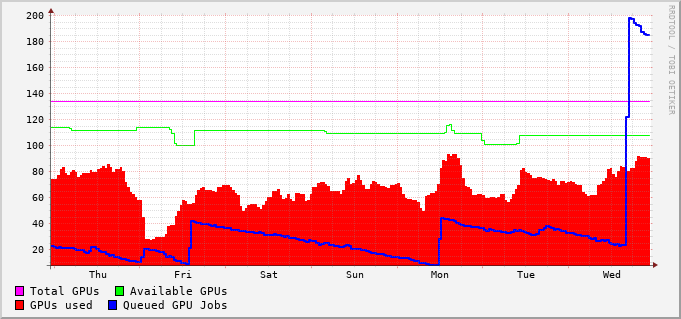 200
180
160
140
120
100
80
60
40
20
Thu Fri Sat Sun Mon Tue Wed
Total GPUs Available GPUs
GPUs used Queued GPU Jobs
RRDTOOL / TOBI OETIKER